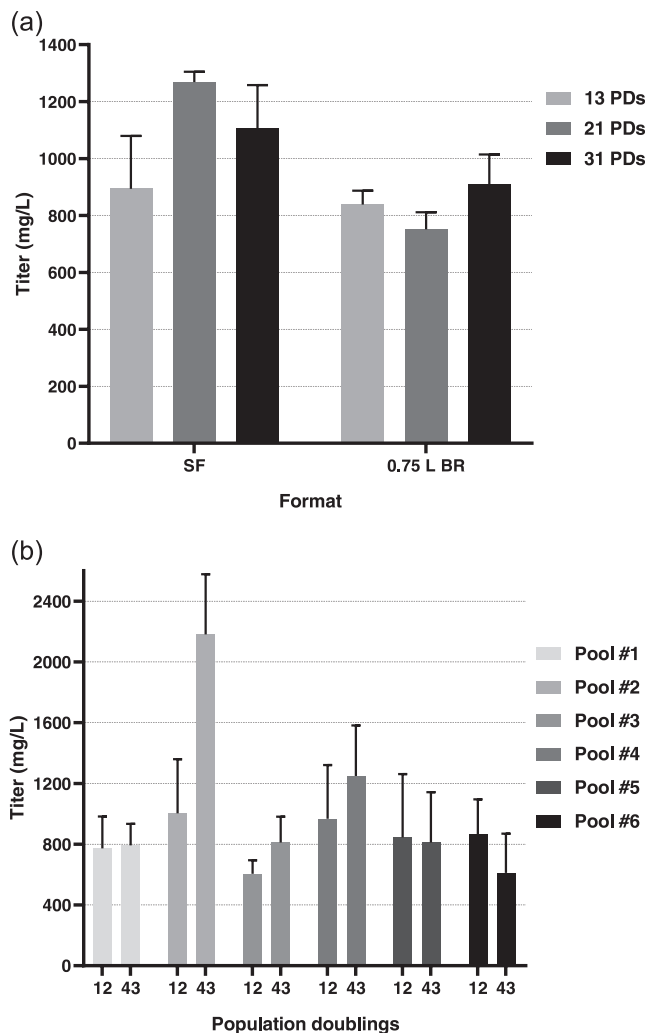 (a)
1400
1200
1000
800
600
400
200
0
Titer (mg/L)
SF
0.75 L BR
Format
13 PDs
21 PDs
31 PDs
(b)
2400
2000
1600
1200
800
400
0
Titer (mg/L)
12 43 12 43 12 43 12 43 12 43 12 43
Population doublings
Pool #1
Pool #2
Pool #3
Pool #4
Pool #5
Pool #6